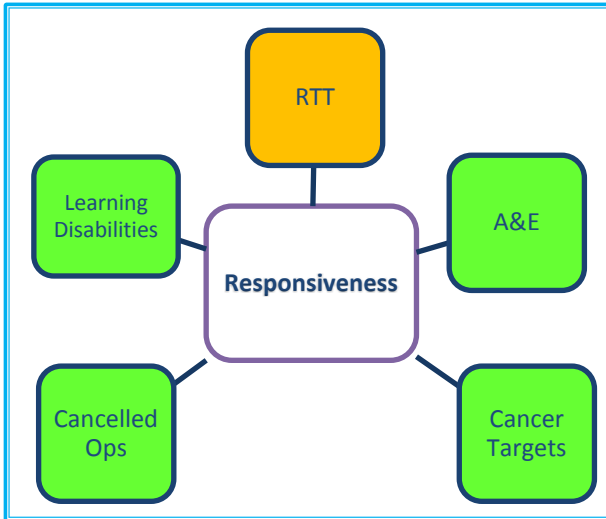 RTT
Learning
Disabilities
A&E
Responsiveness
Cancelled
Ops
Cancer
Targets